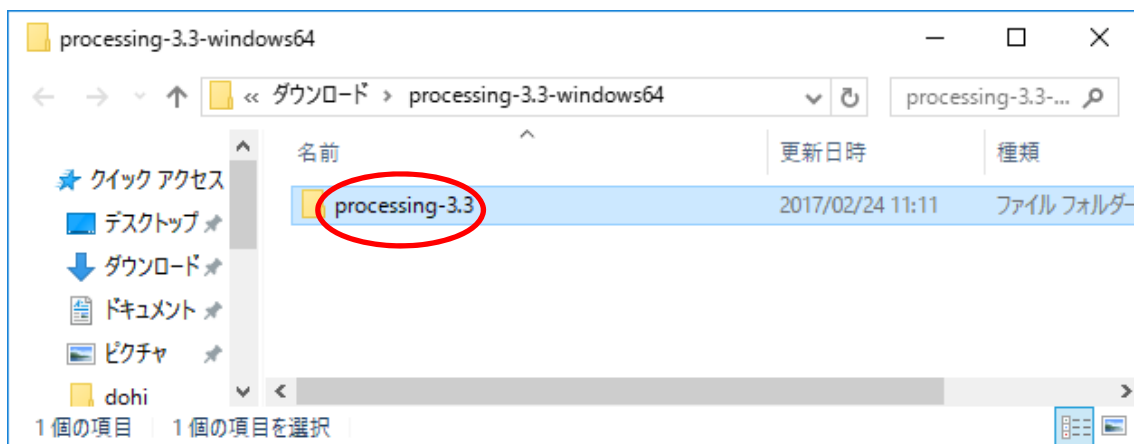 processing-3.3-windows64
« ダウンロード › processing-3.3-windows64
processing-3.3-...
名前 更新日時 種類
クイック アクセス
デスクトップ
ダウンロード
ドキュメント
ピクチャ
dohi
processing-3.3 2017/02/24 11:11 ファイル フォルダー
1 個の項目 1 個の項目を選択